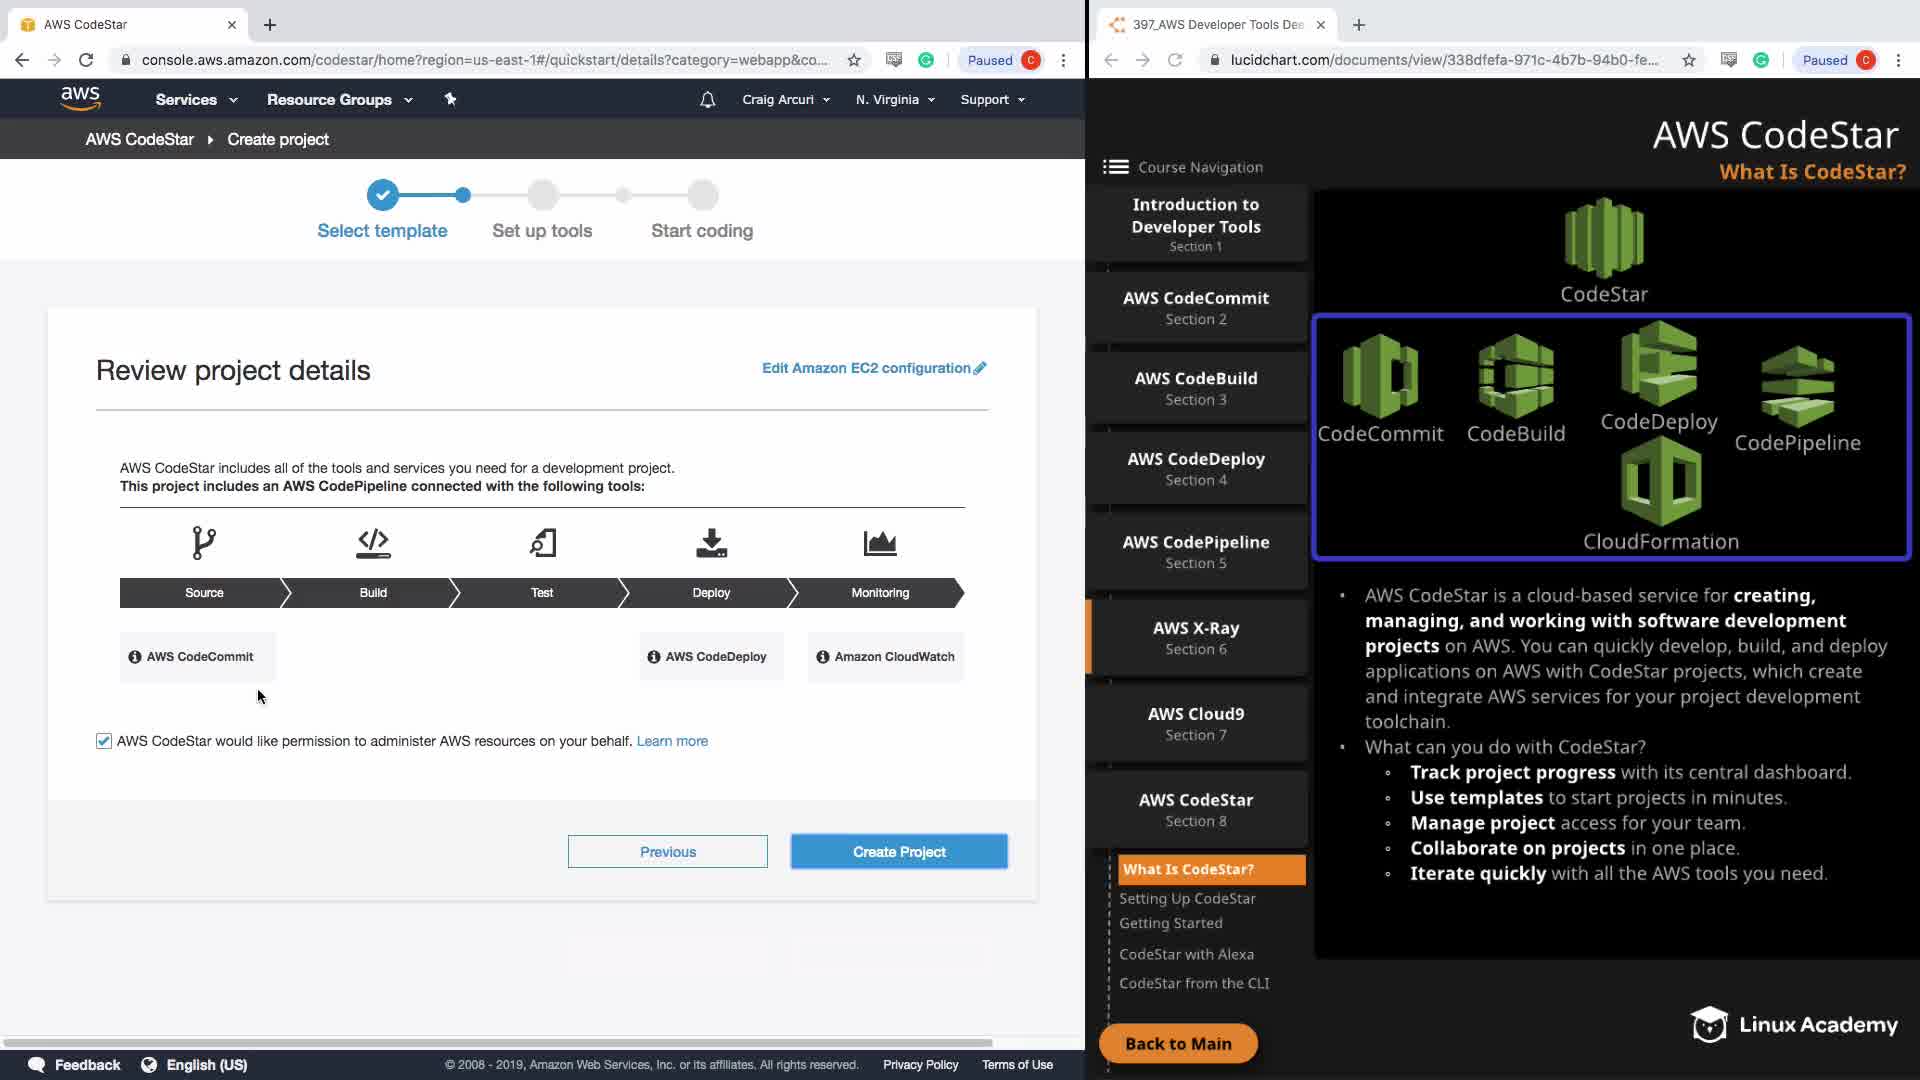 AWS CodeStar
console.aws.amazon.com/codestar/home?region=us-east-1#/quickstart/details?category=webapp&co...
Paused
C
aws
Services
Resource Groups
Craig Arcuri
N. Virginia
Support
AWS CodeStar
Create project
Select template
Set up tools
Start coding
Review project details
Edit Amazon EC2 configuration
AWS CodeStar includes all of the tools and services you need for a development project.
This project includes an AWS CodePipeline connected with the following tools:
Source
Build
Test
Deploy
Monitoring
AWS CodeCommit
AWS CodeDeploy
Amazon CloudWatch
AWS CodeStar would like permission to administer AWS resources on your behalf. Learn more
Previous
Create Project
Feedback
English (US)
© 2008 - 2019, Amazon Web Services, Inc. or its affiliates. All rights reserved.
Privacy Policy
Terms of Use
397_AWS Developer Tools Dee
lucidchart.com/documents/view/338dfefa-971c-4b7b-94b0-fe...
Paused
C
AWS CodeStar
What Is CodeStar?
Course Navigation
Introduction to
Developer Tools
Section 1
AWS CodeCommit
Section 2
AWS CodeBuild
Section 3
AWS CodeDeploy
Section 4
AWS CodePipeline
Section 5
AWS X-Ray
Section 6
AWS Cloud9
Section 7
AWS CodeStar
Section 8
What Is CodeStar?
Setting Up CodeStar
Getting Started
CodeStar with Alexa
CodeStar from the CLI
Back to Main
CodeStar
CodeCommit
CodeBuild
CodeDeploy
CodePipeline
CloudFormation
• AWS CodeStar is a cloud-based service for creating,
managing, and working with software development
projects on AWS. You can quickly develop, build, and deploy
applications on AWS with CodeStar projects, which create
and integrate AWS services for your project development
toolchain.
• What can you do with CodeStar?
◦ Track project progress with its central dashboard.
◦ Use templates to start projects in minutes.
◦ Manage project access for your team.
◦ Collaborate on projects in one place.
◦ Iterate quickly with all the AWS tools you need.
Linux Academy